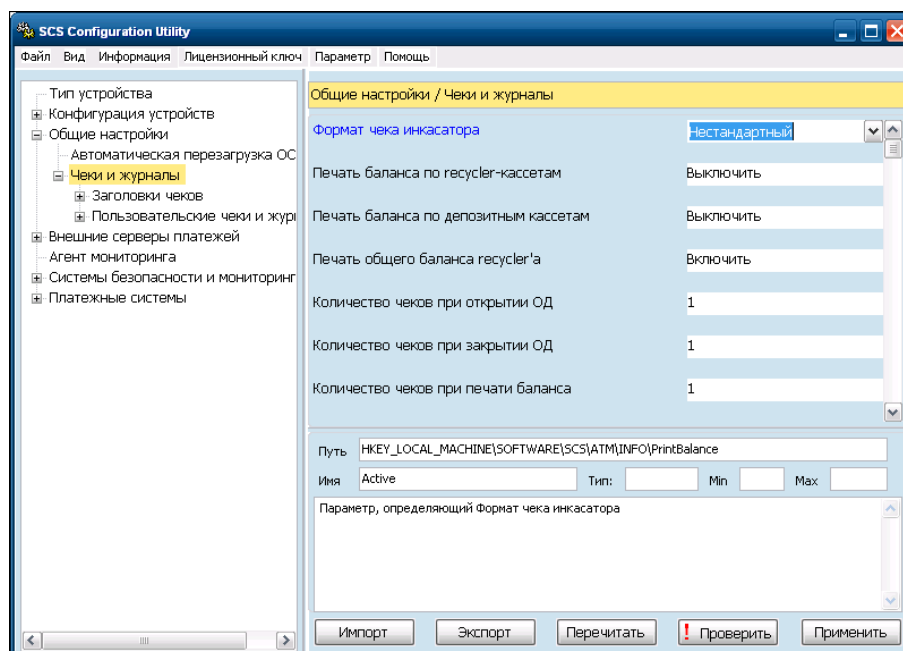 SCS Configuration Utility
Файл Вид Информация Лицензионный ключ Параметр Помощь
Тип устройства
Конфигурация устройств
Общие настройки
Автоматическая перезагрузка ОС
Чеки и журналы
Заголовки чеков
Пользовательские чеки и жури
Внешние серверы платежей
Агент мониторинга
Системы безопасности и мониторинг
Платежные системы
Общие настройки / Чеки и журналы
Формат чека инкасатора Нестандартный
Печать баланса по recycler-кассетам Выключить
Печать баланса по депозитным кассетам Выключить
Печать общего баланса recycler'a Включить
Количество чеков при открытии ОД 1
Количество чеков при закрытии ОД 1
Количество чеков при печати баланса 1
Путь HKEY_LOCAL_MACHINE\SOFTWARE\SCS\ATM\INFO\PrintBalance
Имя Active Тип: Min Max
Параметр, определяющий Формат чека инкасатора
Импорт Экспорт Перечитать ! Проверить Применить